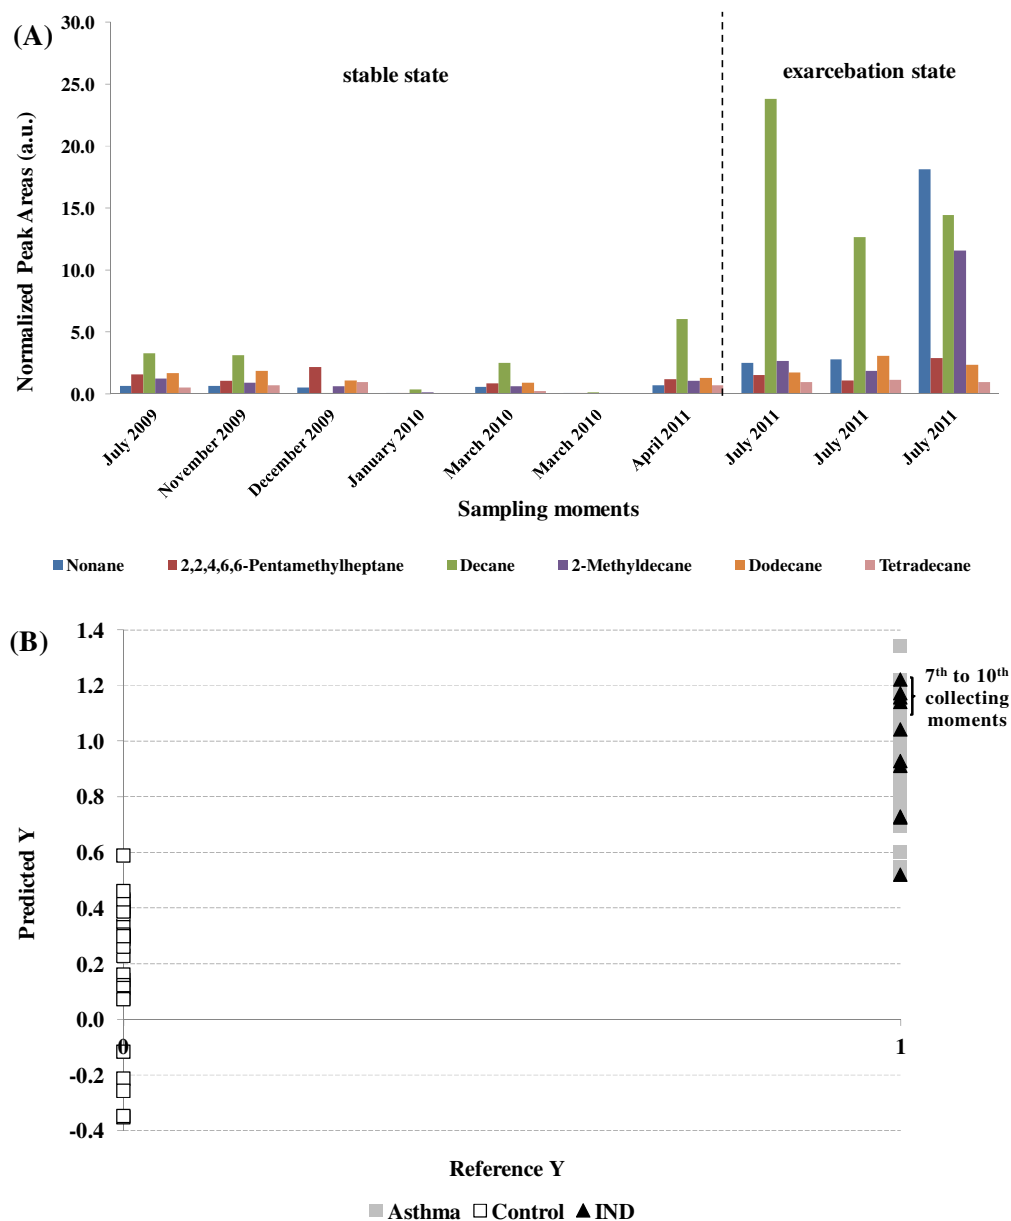 (A)
30.0
25.0
20.0
15.0
10.0
5.0
0.0
Normalized Peak Areas (a.u.)
stable state
exarcebation state
July 2009
November 2009
December 2009
January 2010
March 2010
March 2010
April 2011
July 2011
July 2011
July 2011
Sampling moments
Nonane 2,2,4,6,6-Pentamethylheptane Decane 2-Methyldecane Dodecane Tetradecane
(B)
1.4
1.2
1.0
0.8
0.6
0.4
0.2
0.0
-0.2
-0.4
Predicted Y
7th to 10th
collecting
moments
0 1
Reference Y
Asthma Control IND